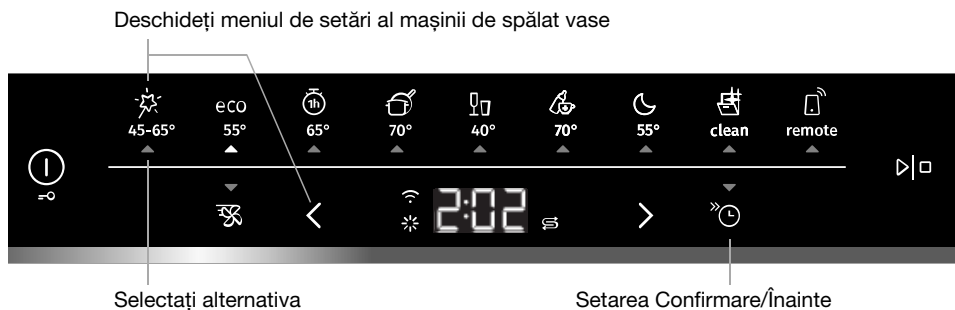 Deschideți meniul de setări al mașinii de spălat vase
eco 1h
45-65° 55° 65° 70° 40° 70° 55° clean remote
2:02
Selectați alternativa Setarea Confirmare/Înainte